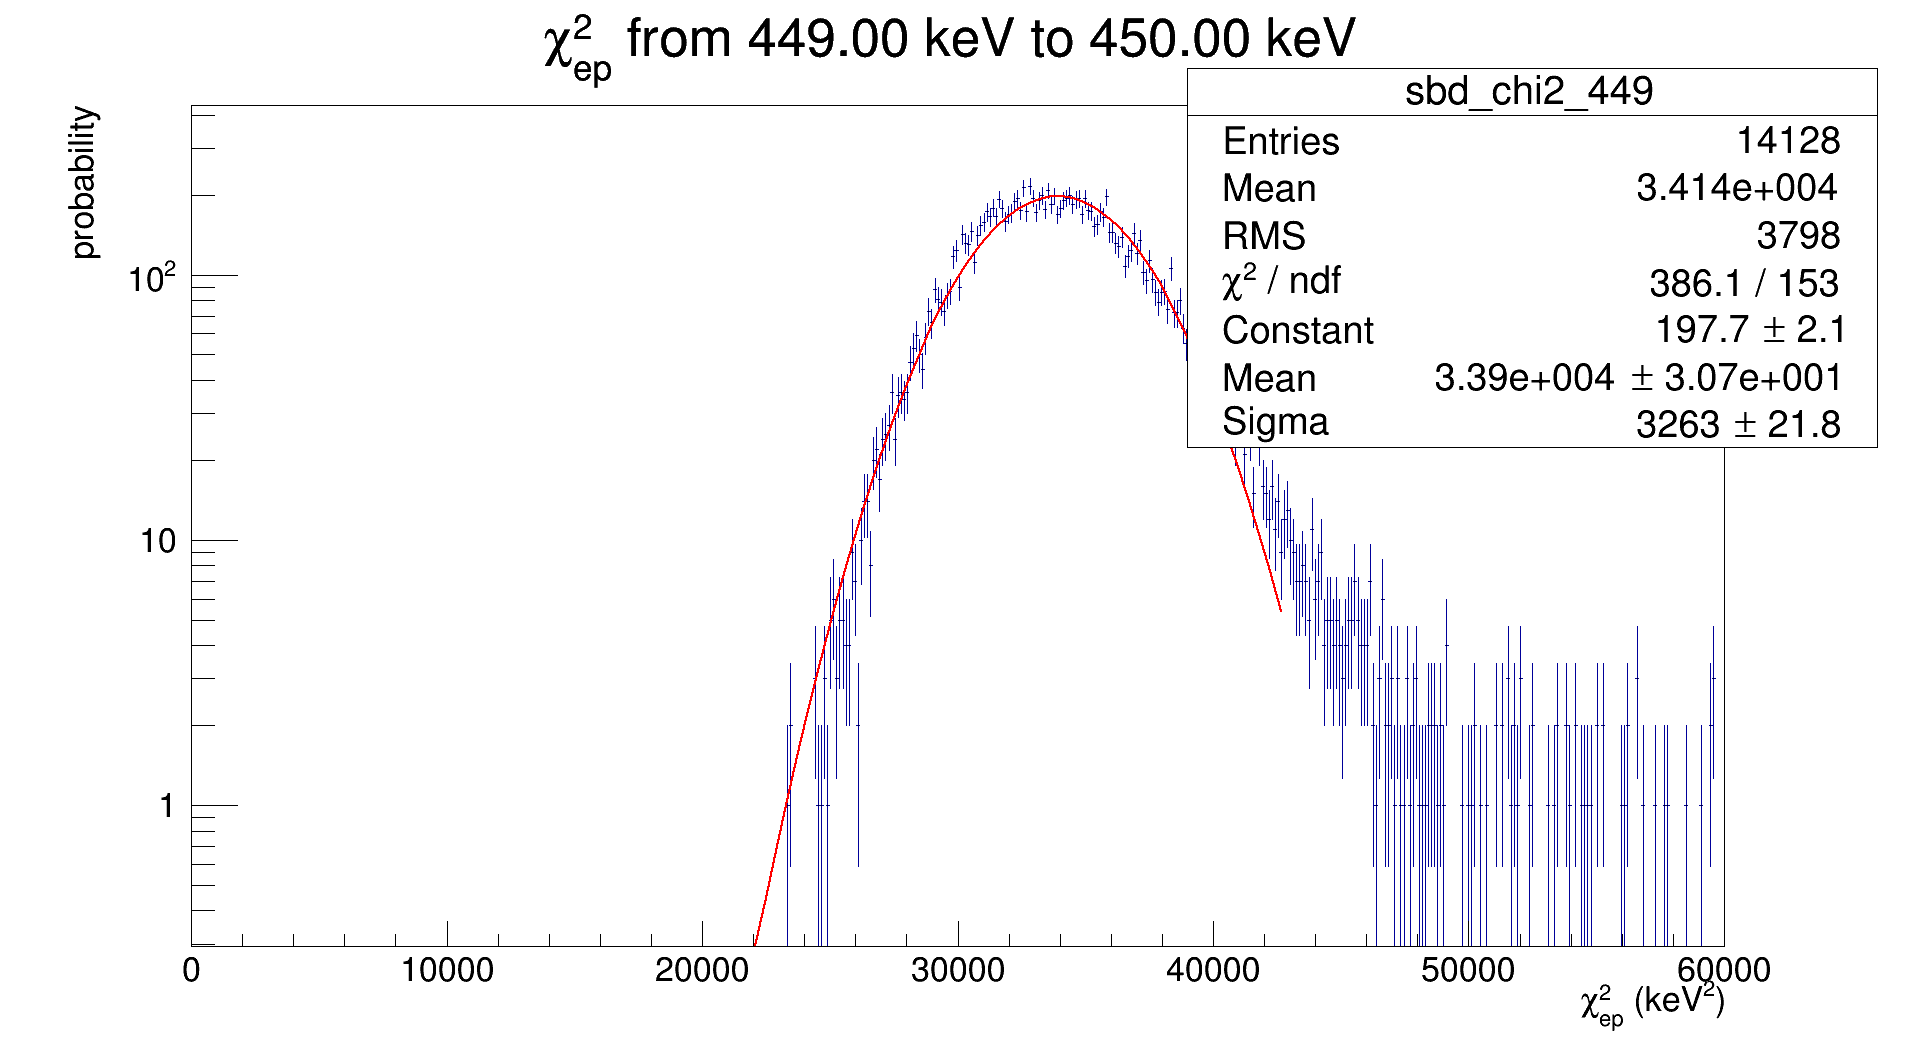 χ²ep from 449.00 keV to 450.00 keV
sbd_chi2_449
Entries 14128
Mean 3.414e+004
RMS 3798
χ² / ndf 386.1 / 153
Constant 197.7 ± 2.1
Mean 3.39e+004 ± 3.07e+001
Sigma 3263 ± 21.8
probability
10²
10
1
0 10000 20000 30000 40000 50000 60000
χ²ep (keV²)